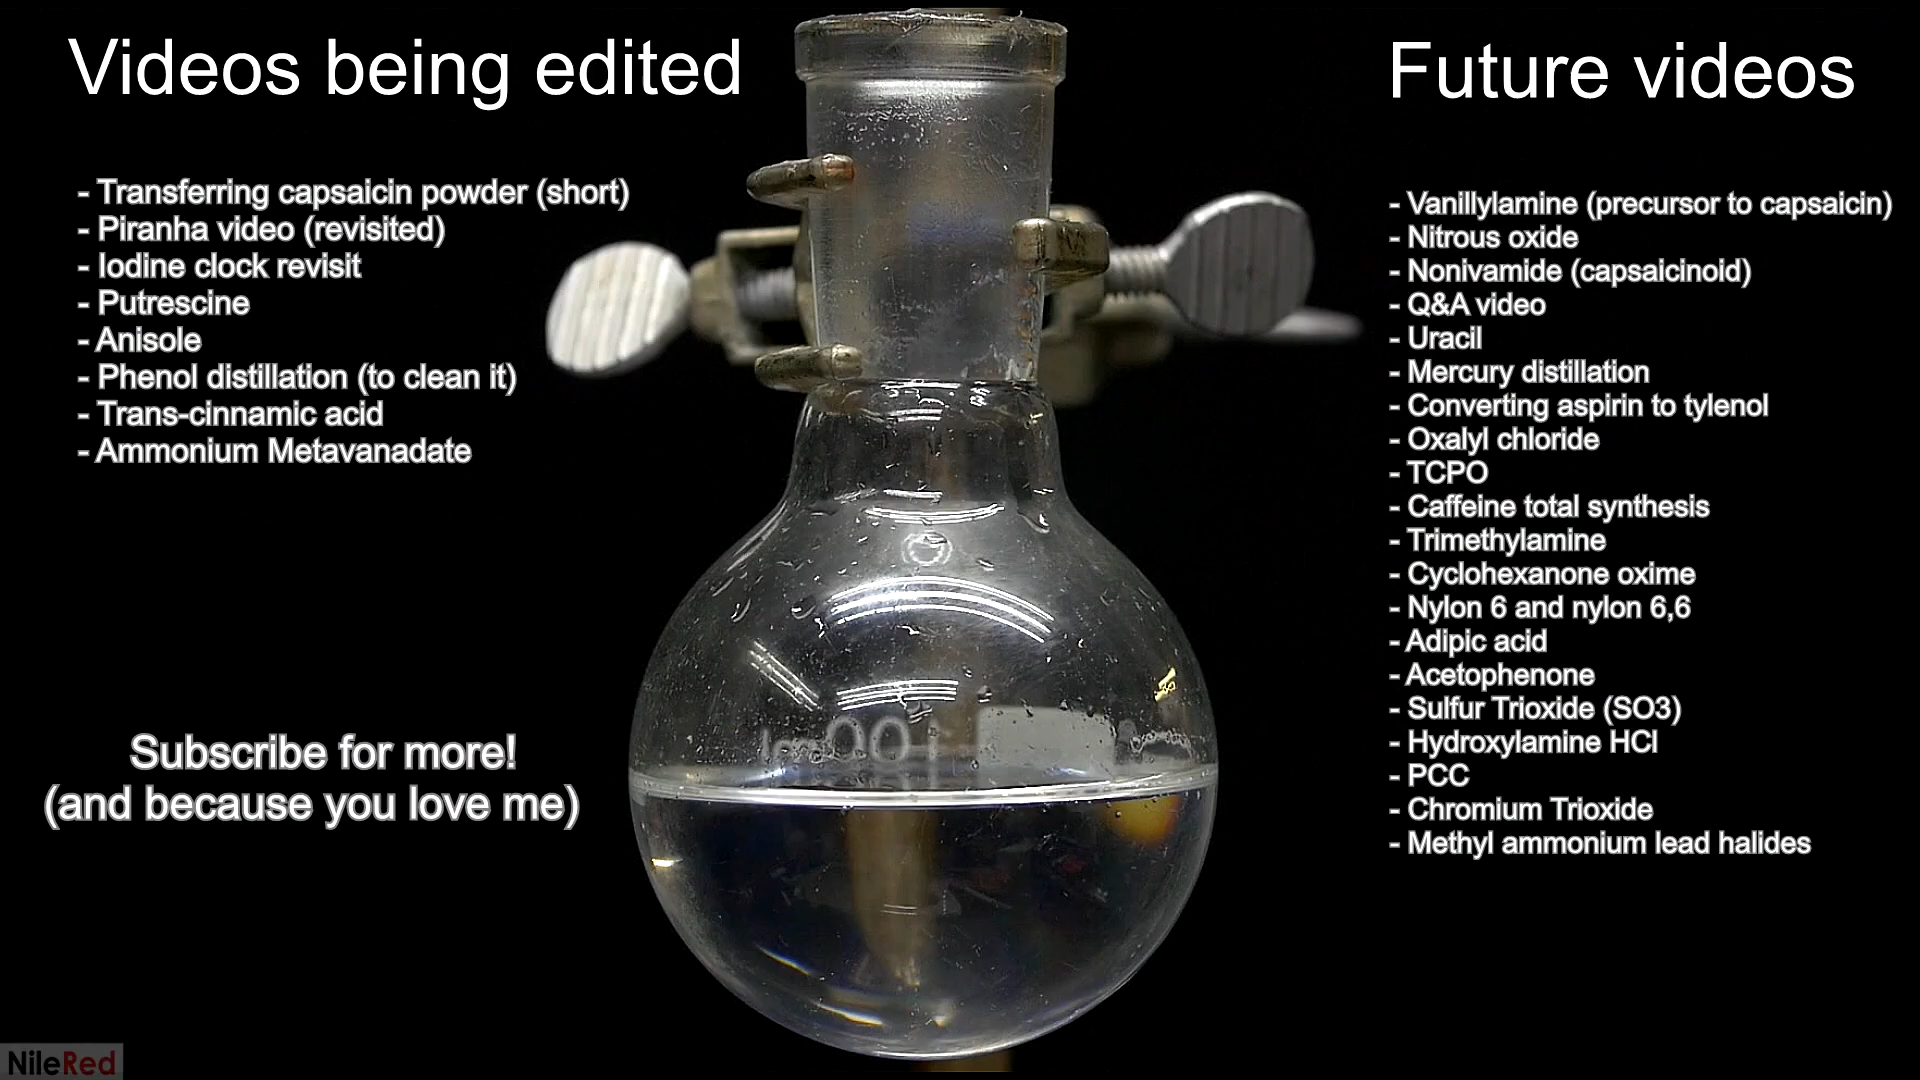 Videos being edited
- Transferring capsaicin powder (short)
- Piranha video (revisited)
- Iodine clock revisit
- Putrescine
- Anisole
- Phenol distillation (to clean it)
- Trans-cinnamic acid
- Ammonium Metavanadate
Subscribe for more!
(and because you love me)
Future videos
- Vanillylamine (precursor to capsaicin)
- Nitrous oxide
- Nonivamide (capsaicinoid)
- Q&A video
- Uracil
- Mercury distillation
- Converting aspirin to tylenol
- Oxalyl chloride
- TCPO
- Caffeine total synthesis
- Trimethylamine
- Cyclohexanone oxime
- Nylon 6 and nylon 6,6
- Adipic acid
- Acetophenone
- Sulfur Trioxide (SO3)
- Hydroxylamine HCl
- PCC
- Chromium Trioxide
- Methyl ammonium lead halides
NileRed